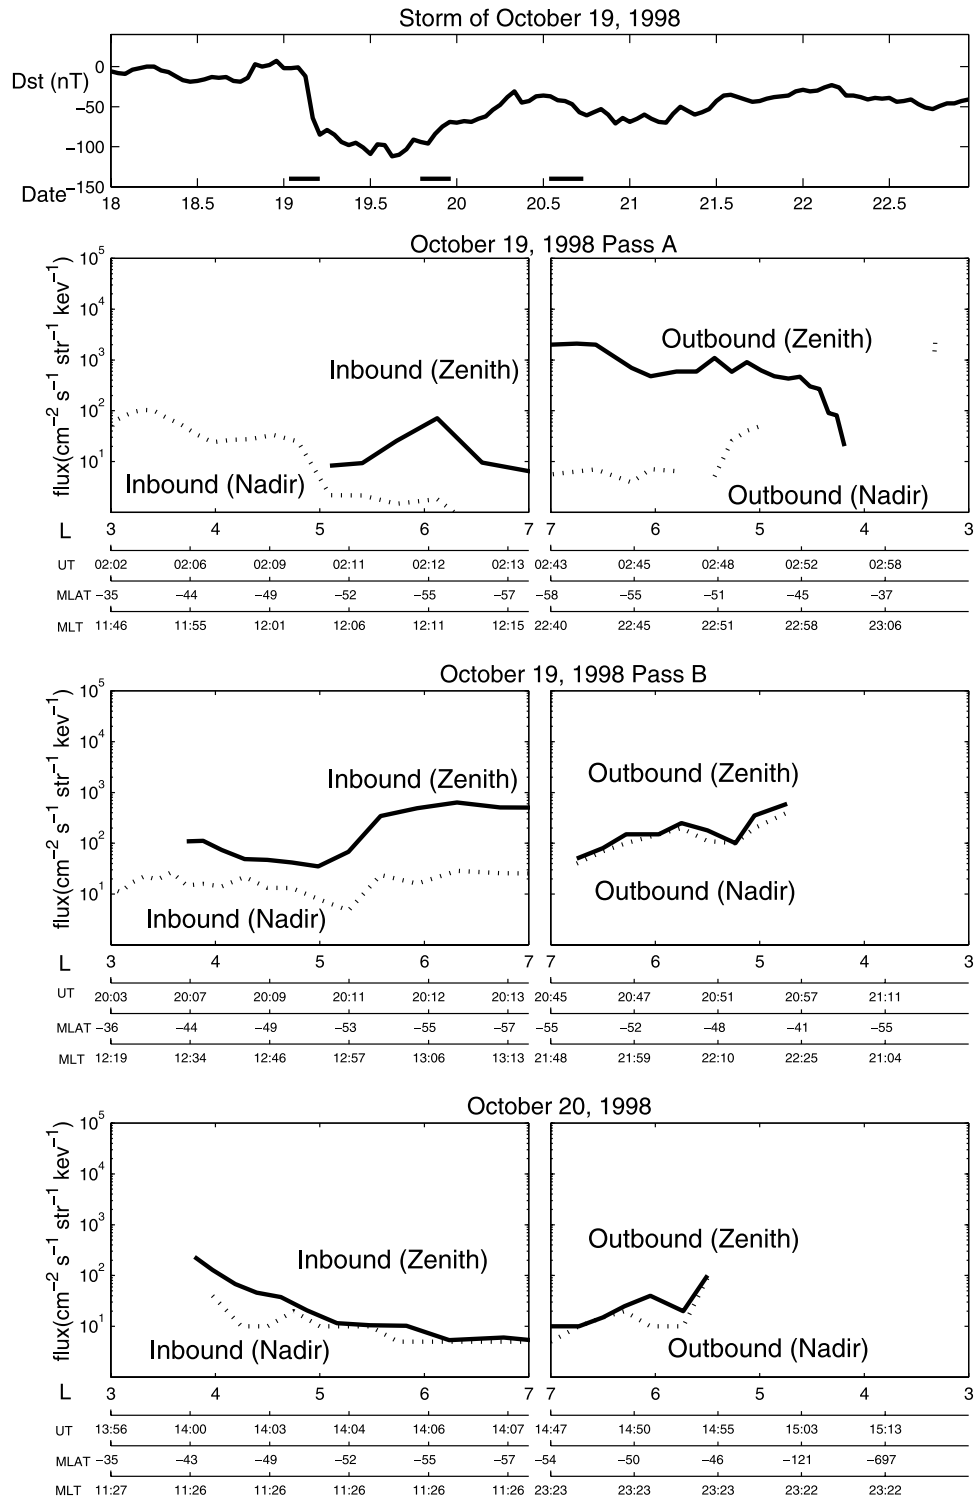 Storm of October 19, 1998
0
Dst (nT)
−50
−100
−150
Date
18 18.5 19 19.5 20 20.5 21 21.5 22 22.5
October 19, 1998 Pass A
10^5
10^4
10^3
10^2
10^1
flux(cm^−2 s^−1 str^−1 kev^−1)
Inbound (Zenith)
Inbound (Nadir)
Outbound (Zenith)
Outbound (Nadir)
L 3 4 5 6 7 6 5 4 3
UT 02:02 02:06 02:09 02:11 02:12 02:13 02:43 02:45 02:48 02:52 02:58
MLAT −35 −44 −49 −52 −55 −57 −58 −55 −51 −45 −37
MLT 11:46 11:55 12:01 12:06 12:11 12:15 22:40 22:45 22:51 22:58 23:06
October 19, 1998 Pass B
10^5
10^4
10^3
10^2
10^1
flux(cm^−2 s^−1 str^−1 kev^−1)
Inbound (Zenith)
Inbound (Nadir)
Outbound (Zenith)
Outbound (Nadir)
L 3 4 5 6 7 7 6 5 4 3
UT 20:03 20:07 20:09 20:11 20:12 20:13 20:45 20:47 20:51 20:57 21:11
MLAT −36 −44 −49 −53 −55 −57 −55 −52 −48 −41 −55
MLT 12:19 12:34 12:46 12:57 13:06 13:13 21:48 21:59 22:10 22:25 21:04
October 20, 1998
10^5
10^4
10^3
10^2
10^1
flux(cm^−2 s^−1 str^−1 kev^−1)
Inbound (Zenith)
Inbound (Nadir)
Outbound (Zenith)
Outbound (Nadir)
L 3 4 5 6 7 7 6 5 4 3
UT 13:56 14:00 14:03 14:04 14:06 14:07 14:47 14:50 14:55 15:03 15:13
MLAT −35 −43 −49 −52 −55 −57 −54 −50 −46 −121 −697
MLT 11:27 11:26 11:26 11:26 11:26 11:26 23:23 23:23 23:23 23:22 23:22